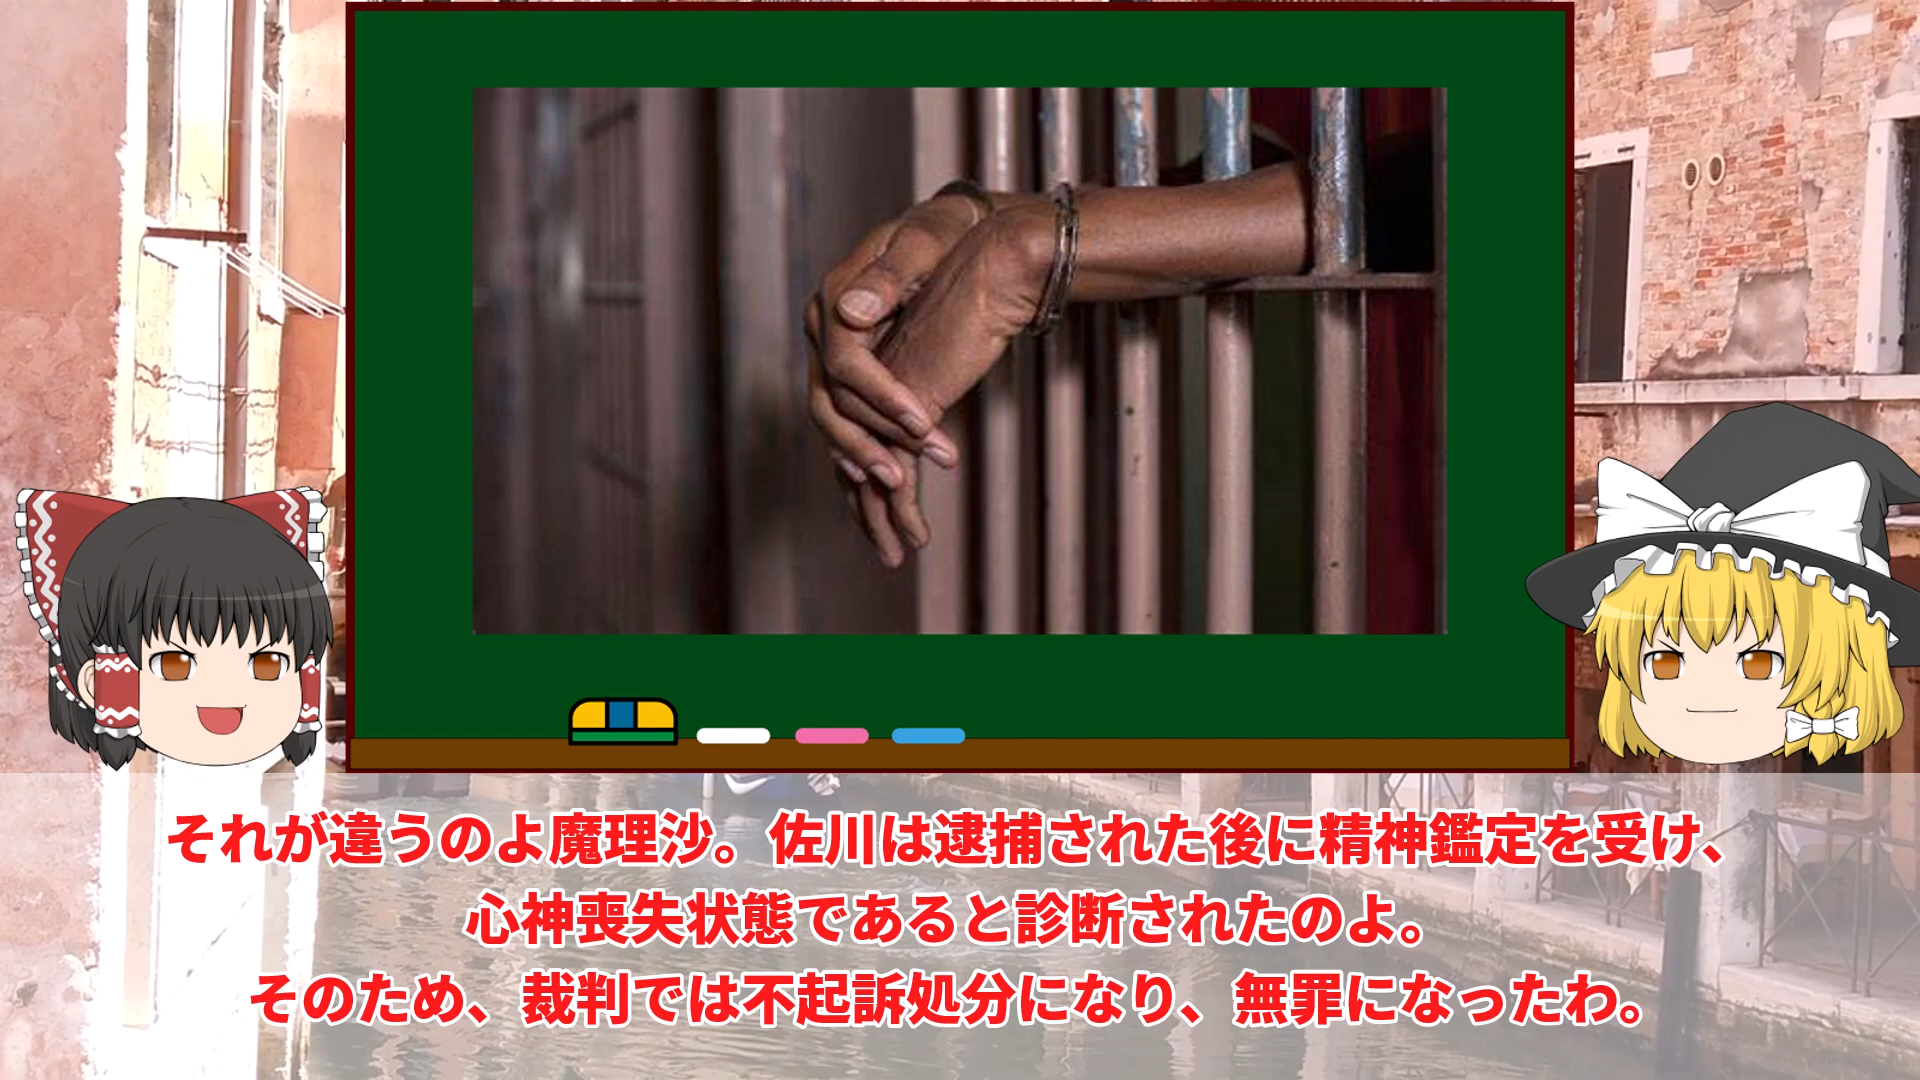 それが違うのよ魔理沙。佐川は逮捕された後に精神鑑定を受け、
心神喪失状態であると診断されたのよ。
そのため、裁判では不起訴処分になり、無罪になったわ。